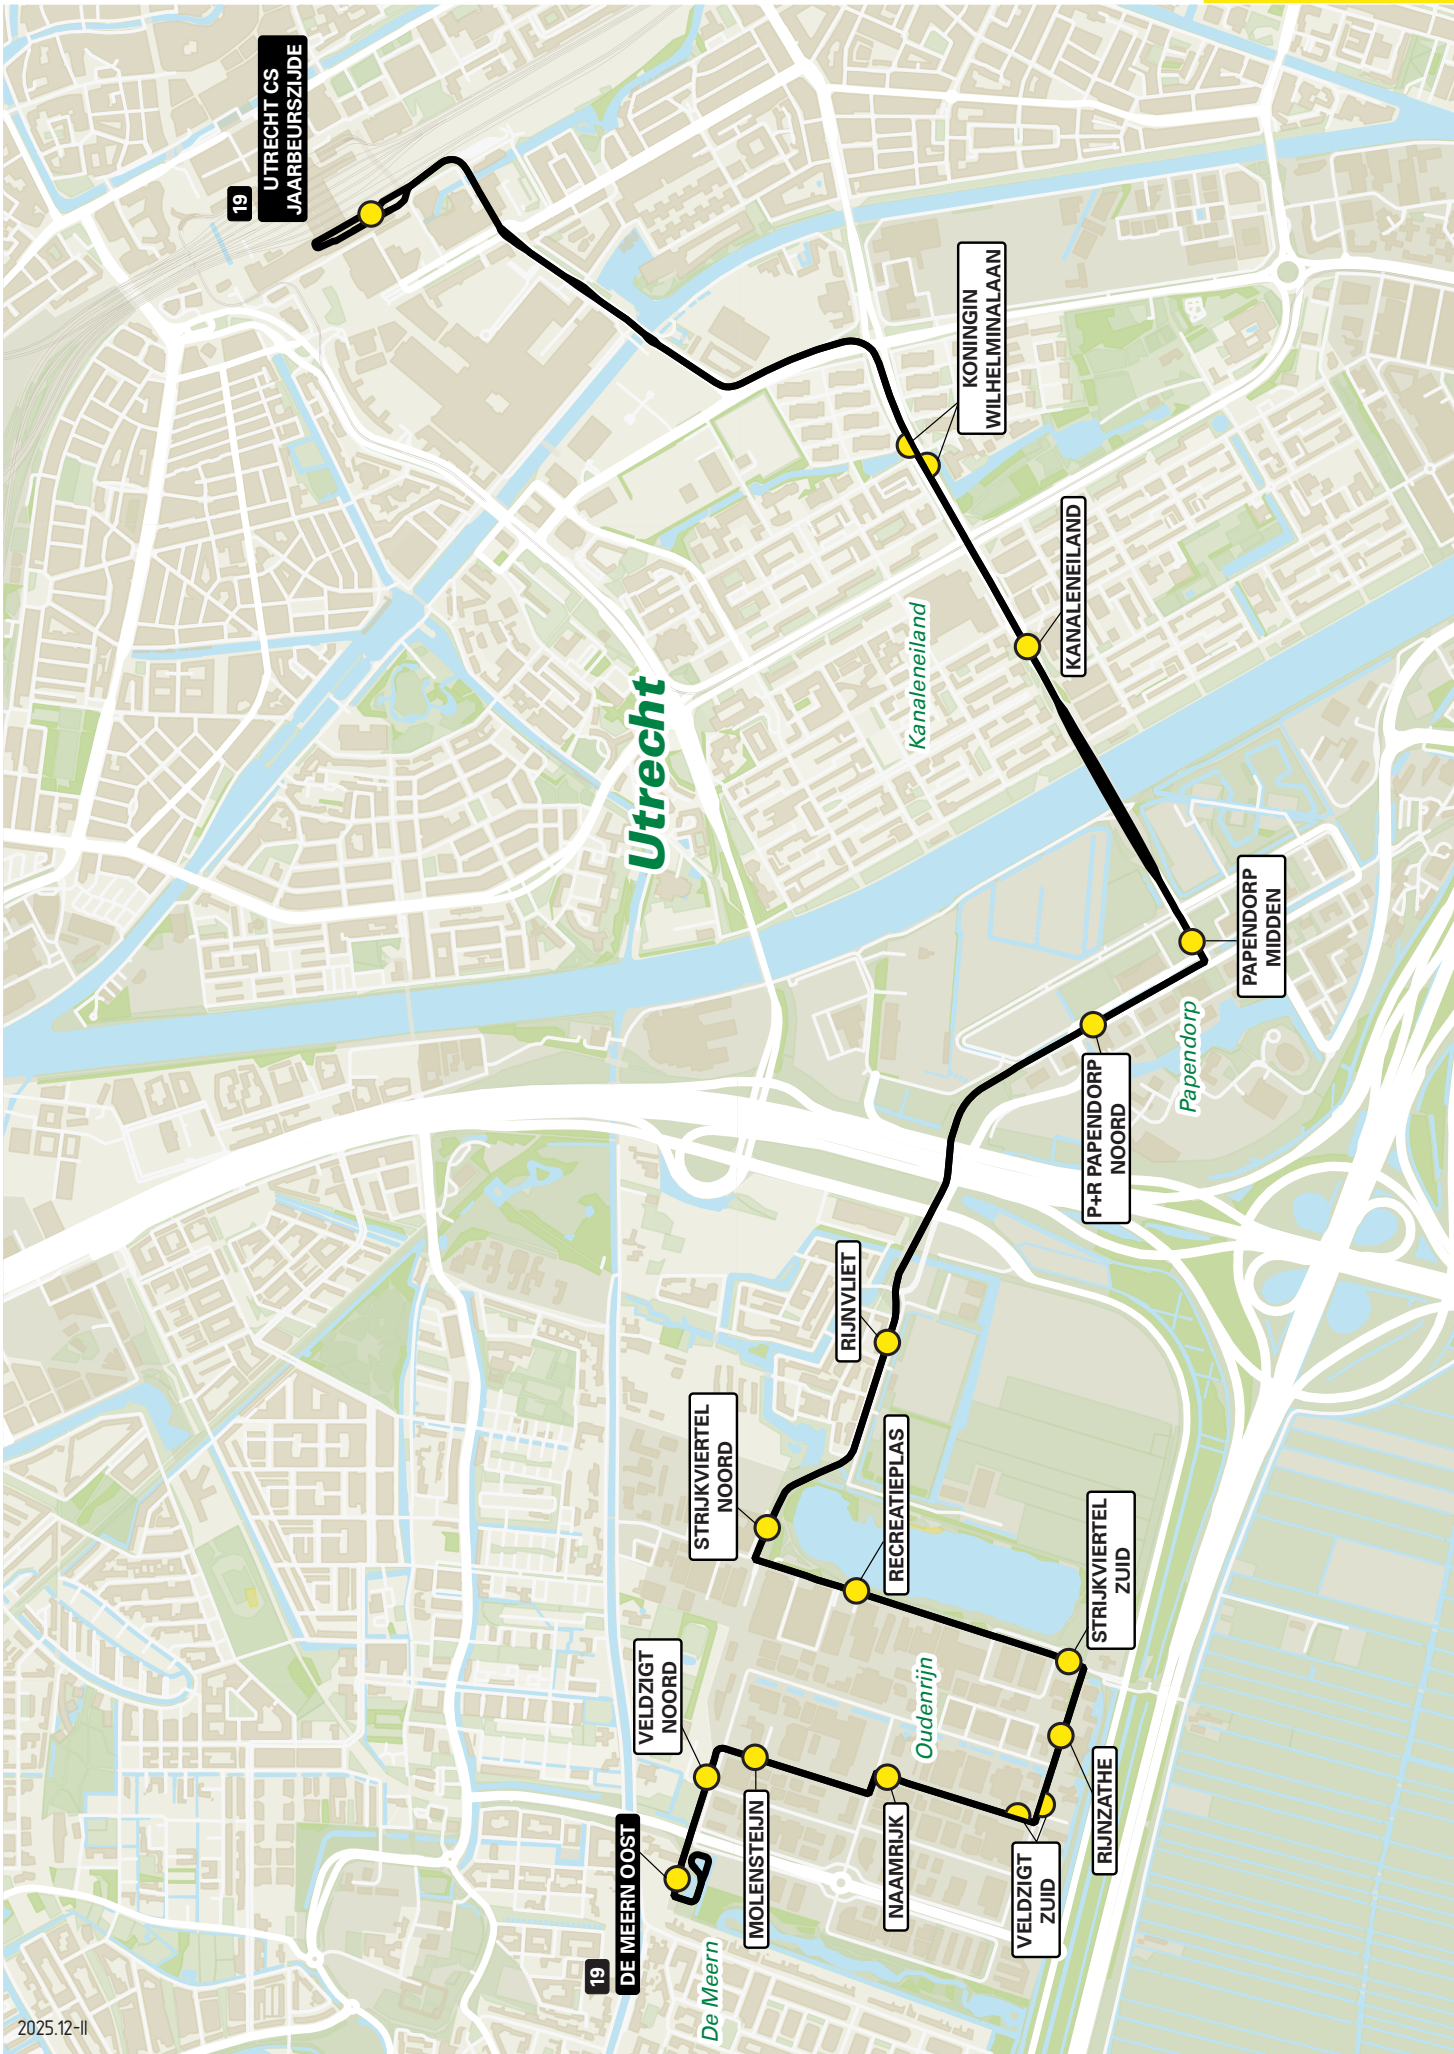 19
UTRECHT CS
JAARBEURSZIJDE
KONINGIN
WILHELMINALAAN
KANALENEILAND
Kanaleneiland
Utrecht
PAPENDORP
MIDDEN
Papendorp
P+R PAPENDORP
NOORD
RIJNVLIET
STRIJKVIERTEL
NOORD
RECREATIEPLAS
STRIJKVIERTEL
ZUID
Oudenrijn
RIJNZATHE
VELDZIGT
ZUID
NAAMRIJK
MOLENSTEIJN
VELDZIGT
NOORD
19
DE MEERN OOST
De Meern
2025.12-II